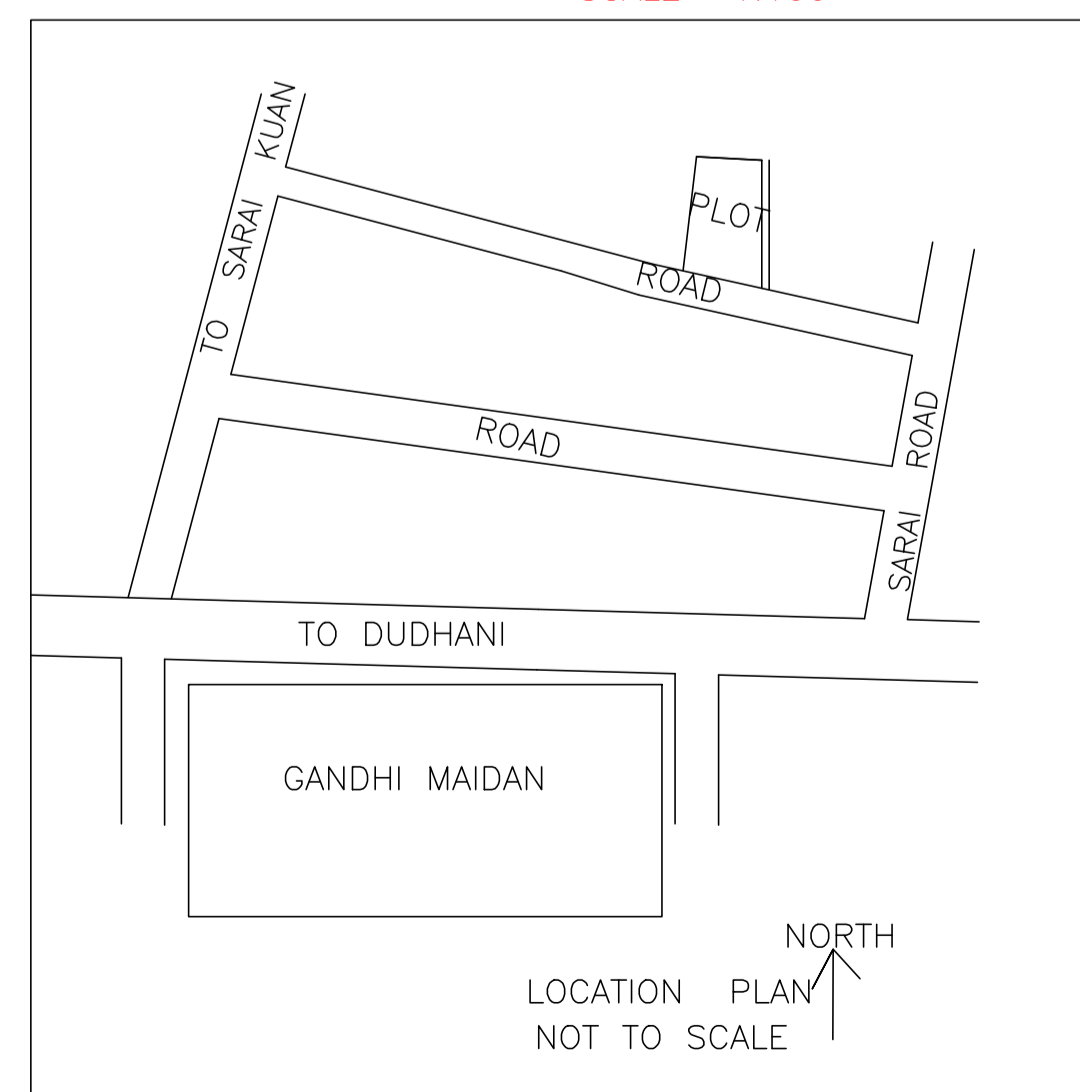 KUAN
TO SARAI
PLOT
ROAD
ROAD
SARAI ROAD
TO DUDHANI
GANDHI MAIDAN
NORTH
LOCATION PLAN
NOT TO SCALE